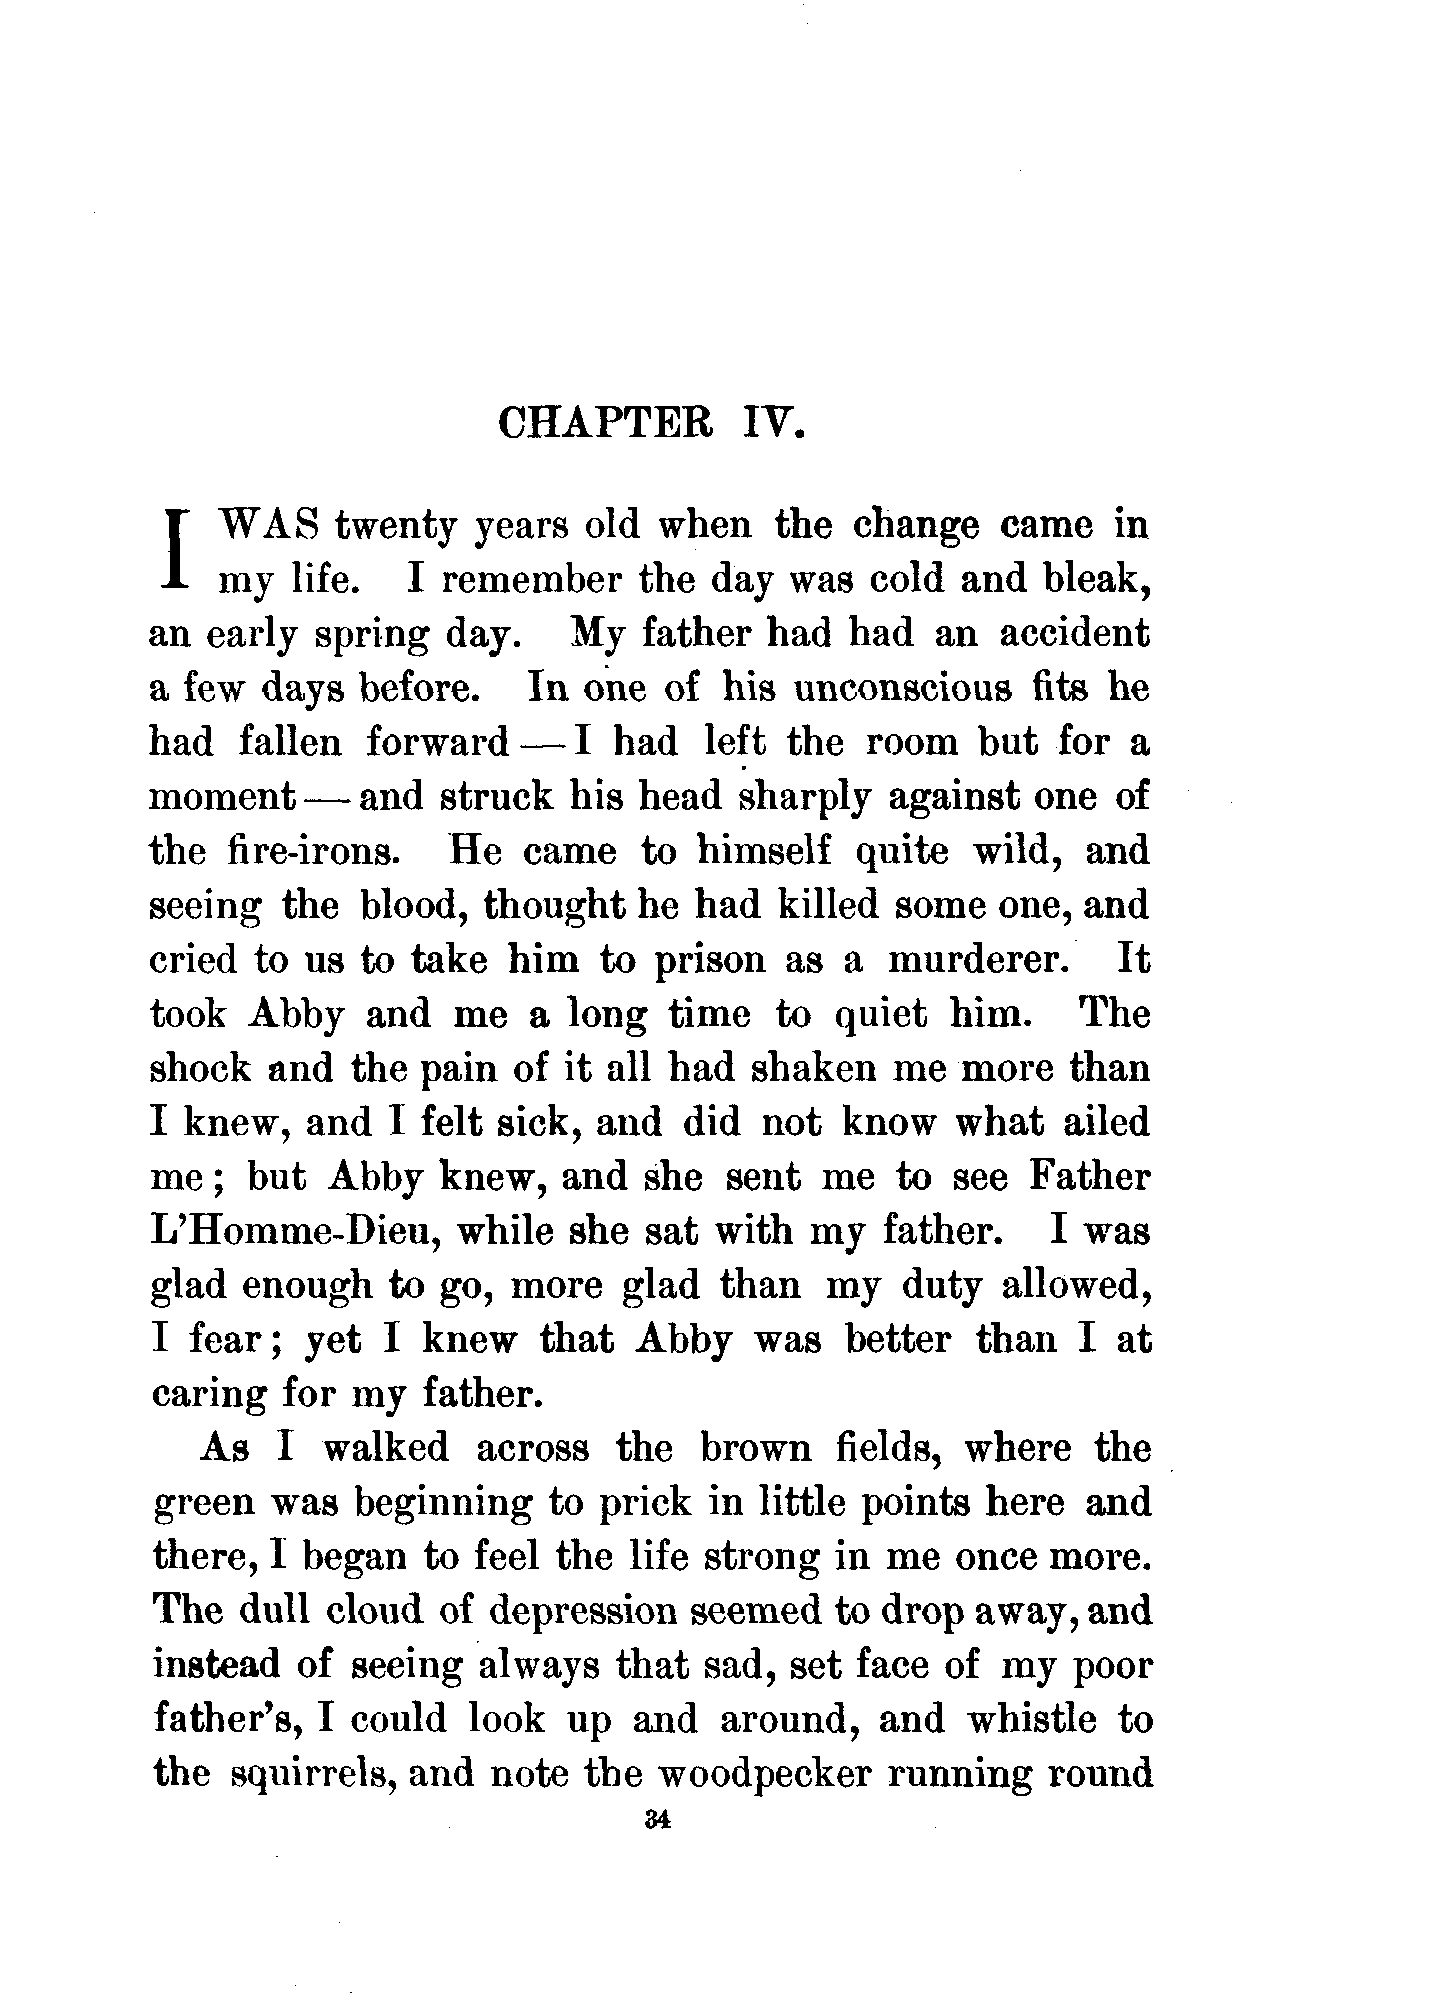 CHAPTER IV.
I WAS twenty years old when the change came in
my life. I remember the day was cold and bleak,
an early spring day. My father had had an accident
a few days before. In one of his unconscious fits he
had fallen forward — I had left the room but for a
moment — and struck his head sharply against one of
the fire-irons. He came to himself quite wild, and
seeing the blood, thought he had killed some one, and
cried to us to take him to prison as a murderer. It
took Abby and me a long time to quiet him. The
shock and the pain of it all had shaken me more than
I knew, and I felt sick, and did not know what ailed
me; but Abby knew, and she sent me to see Father
L'Homme-Dieu, while she sat with my father. I was
glad enough to go, more glad than my duty allowed,
I fear; yet I knew that Abby was better than I at
caring for my father.
As I walked across the brown fields, where the
green was beginning to prick in little points here and
there, I began to feel the life strong in me once more.
The dull cloud of depression seemed to drop away, and
instead of seeing always that sad, set face of my poor
father's, I could look up and around, and whistle to
the squirrels, and note the woodpecker running round
34